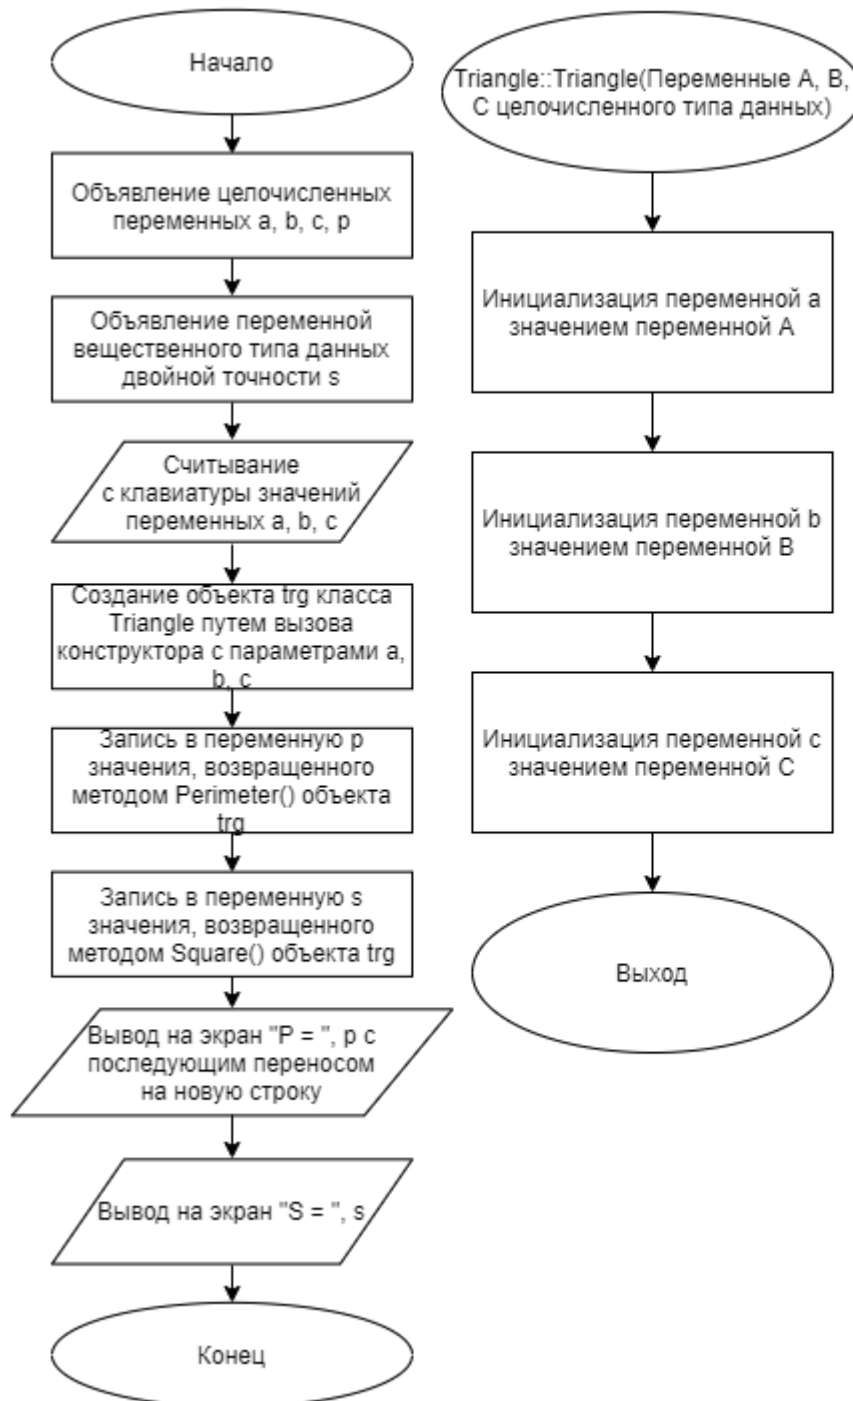 Начало
Объявление целочисленных
переменных a, b, c, p
Объявление переменной
вещественного типа данных
двойной точности s
Считывание
с клавиатуры значений
переменных a, b, c
Создание объекта trg класса
Triangle путем вызова
конструктора с параметрами a,
b, c
Запись в переменную p
значения, возвращенного
методом Perimeter() объекта
trg
Запись в переменную s
значения, возвращенного
методом Square() объекта trg
Вывод на экран "P = ", p с
последующим переносом
на новую строку
Вывод на экран "S = ", s
Конец
Triangle::Triangle(Переменные A, B,
C целочисленного типа данных)
Инициализация переменной a
значением переменной A
Инициализация переменной b
значением переменной B
Инициализация переменной c
значением переменной C
Выход